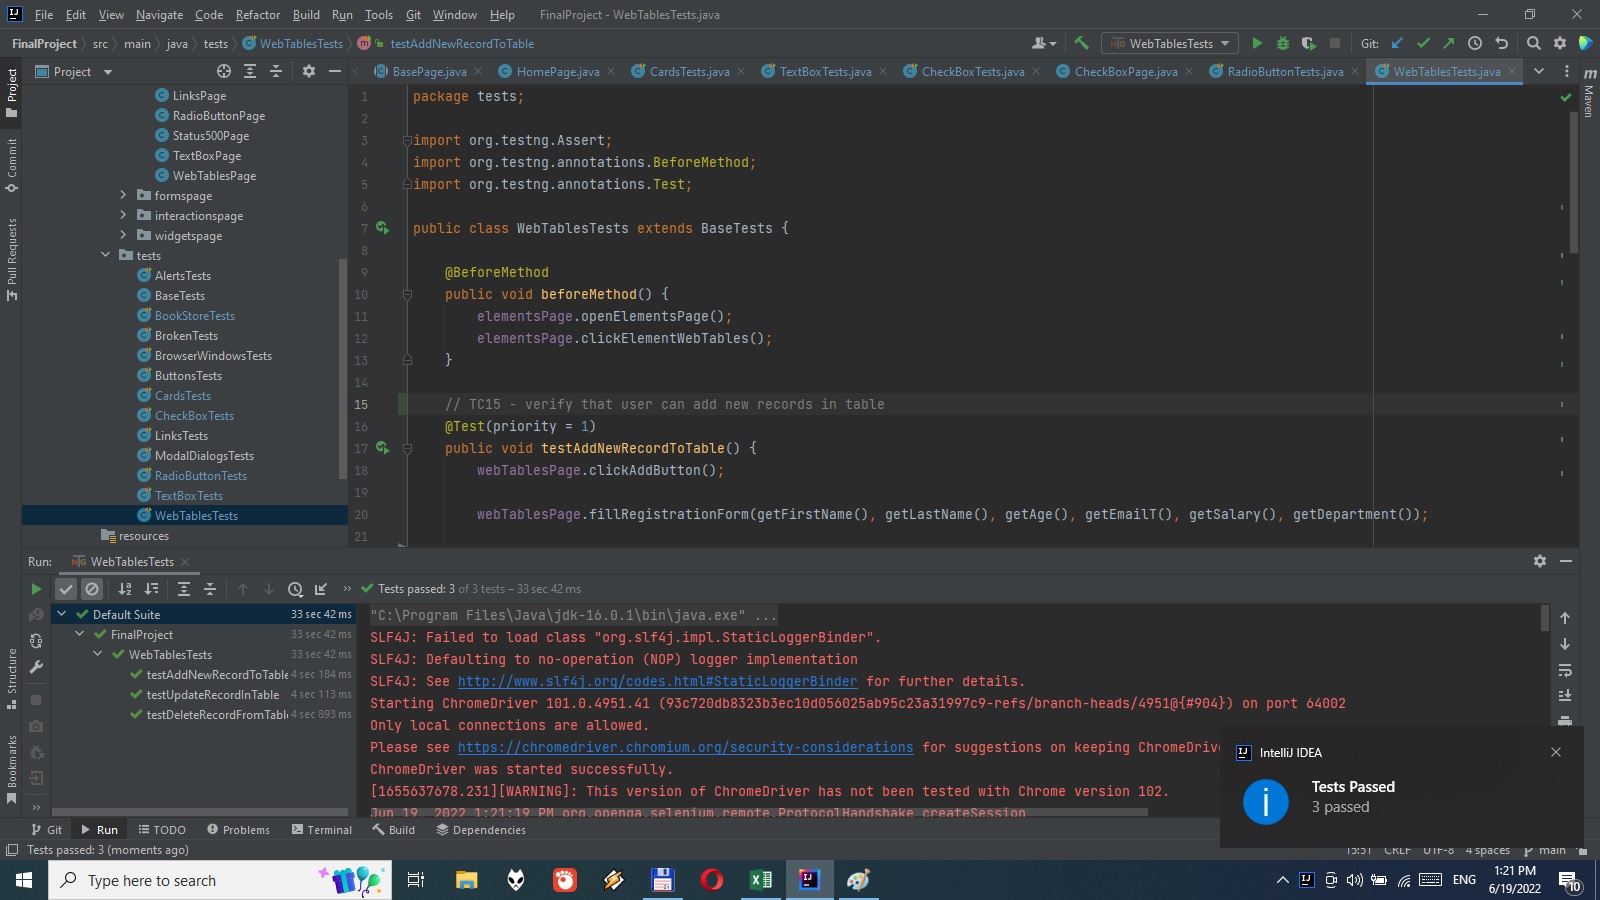 File Edit View Navigate Code Refactor Build Run Tools Git Window Help FinalProject - WebTablesTests.java
FinalProject src main java tests WebTablesTests testAddNewRecordToTable WebTablesTests Git:
Project
BasePage.java HomePage.java CardsTests.java TextBoxTests.java CheckBoxTests.java CheckBoxPage.java RadioButtonTests.java WebTablesTests.java
Project
Commit
Pull Requests
Structure
Bookmarks
Maven
LinksPage
RadioButtonPage
Status500Page
TextBoxPage
WebTablesPage
formspage
interactionspage
widgetspage
tests
AlertsTests
BaseTests
BookStoreTests
BrokenTests
BrowserWindowsTests
ButtonsTests
CardsTests
CheckBoxTests
LinksTests
ModalDialogsTests
RadioButtonTests
TextBoxTests
WebTablesTests
resources
1 package tests;
2
3 import org.testng.Assert;
4 import org.testng.annotations.BeforeMethod;
5 import org.testng.annotations.Test;
6
7 public class WebTablesTests extends BaseTests {
8
9 @BeforeMethod
10 public void beforeMethod() {
11 elementsPage.openElementsPage();
12 elementsPage.clickElementWebTables();
13 }
14
15 // TC15 - verify that user can add new records in table
16 @Test(priority = 1)
17 public void testAddNewRecordToTable() {
18 webTablesPage.clickAddButton();
19
20 webTablesPage.fillRegistrationForm(getFirstName(), getLastName(), getAge(), getEmailT(), getSalary(), getDepartment());
21
Run: WebTablesTests
Tests passed: 3 of 3 tests – 33 sec 42 ms
Default Suite 33 sec 42 ms
FinalProject 33 sec 42 ms
WebTablesTests 33 sec 42 ms
testAddNewRecordToTable 4 sec 184 ms
testUpdateRecordInTable 4 sec 113 ms
testDeleteRecordFromTabl 4 sec 893 ms
"C:\Program Files\Java\jdk-16.0.1\bin\java.exe" ...
SLF4J: Failed to load class "org.slf4j.impl.StaticLoggerBinder".
SLF4J: Defaulting to no-operation (NOP) logger implementation
SLF4J: See http://www.slf4j.org/codes.html#StaticLoggerBinder for further details.
Starting ChromeDriver 101.0.4951.41 (93c720db8323b3ec10d056025ab95c23a31997c9-refs/branch-heads/4951@{#904}) on port 64002
Only local connections are allowed.
Please see https://chromedriver.chromium.org/security-considerations for suggestions on keeping ChromeDrive
ChromeDriver was started successfully.
[1655637678.231][WARNING]: This version of ChromeDriver has not been tested with Chrome version 102.
Jun 19, 2022 1:21:19 PM org.openqa.selenium.remote.ProtocolHandshake createSession
IntelliJ IDEA
Tests Passed
3 passed
Git Run TODO Problems Terminal Build Dependencies
Tests passed: 3 (moments ago) 15:51 CRLF UTF-8 4 spaces main
Type here to search
ENG
1:21 PM
6/19/2022
10